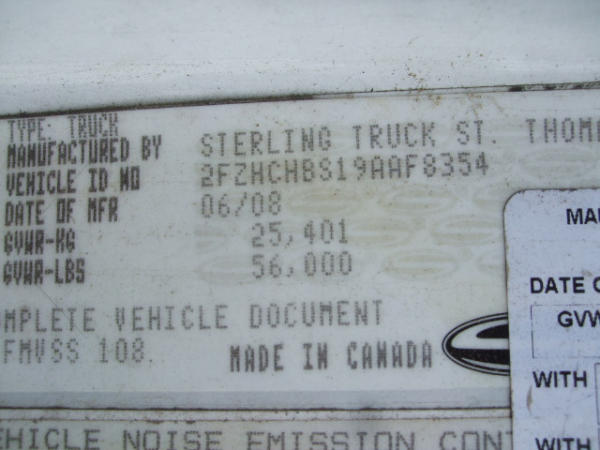 TYPE: TRUCK
MANUFACTURED BY STERLING TRUCK ST. THOMA
VEHICLE ID NO 2FZHCHBS19AAF8354
DATE OF MFR 06/08
GVWR-KG 25,401
GVWR-LBS 56,000
OMPLETE VEHICLE DOCUMENT
FMVSS 108. MADE IN CANADA
EHICLE NOISE EMISSION CONT
MA
DATE O
GVW
WITH
WITH